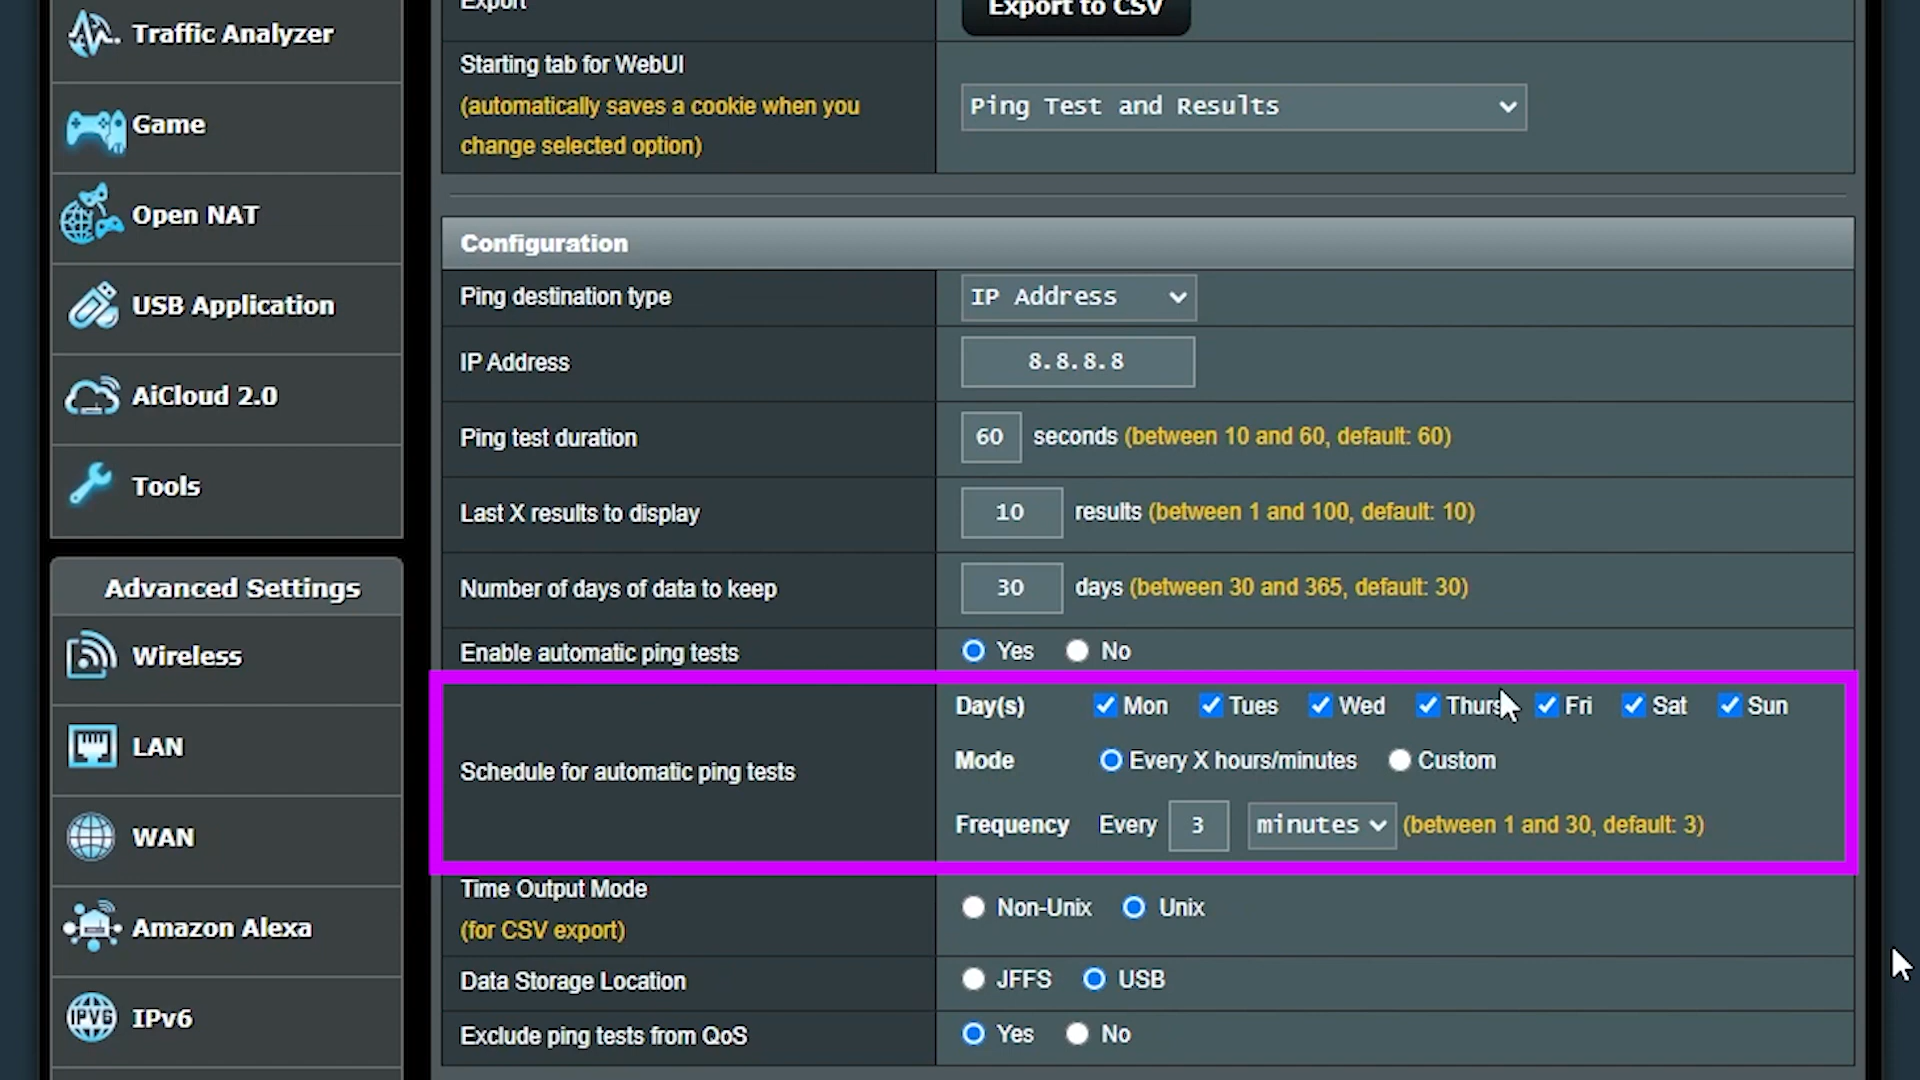 Traffic Analyzer
Game
Open NAT
USB Application
AiCloud 2.0
Tools
Advanced Settings
Wireless
LAN
WAN
Amazon Alexa
IPV6 IPv6
Export
Export to CSV
Starting tab for WebUI
(automatically saves a cookie when you
change selected option)
Ping Test and Results
Configuration
Ping destination type
IP Address
IP Address
8.8.8.8
Ping test duration
60 seconds (between 10 and 60, default: 60)
Last X results to display
10 results (between 1 and 100, default: 10)
Number of days of data to keep
30 days (between 30 and 365, default: 30)
Enable automatic ping tests
Yes No
Schedule for automatic ping tests
Day(s) Mon Tues Wed Thurs Fri Sat Sun
Mode Every X hours/minutes Custom
Frequency Every 3 minutes (between 1 and 30, default: 3)
Time Output Mode
(for CSV export)
Non-Unix Unix
Data Storage Location
JFFS USB
Exclude ping tests from QoS
Yes No